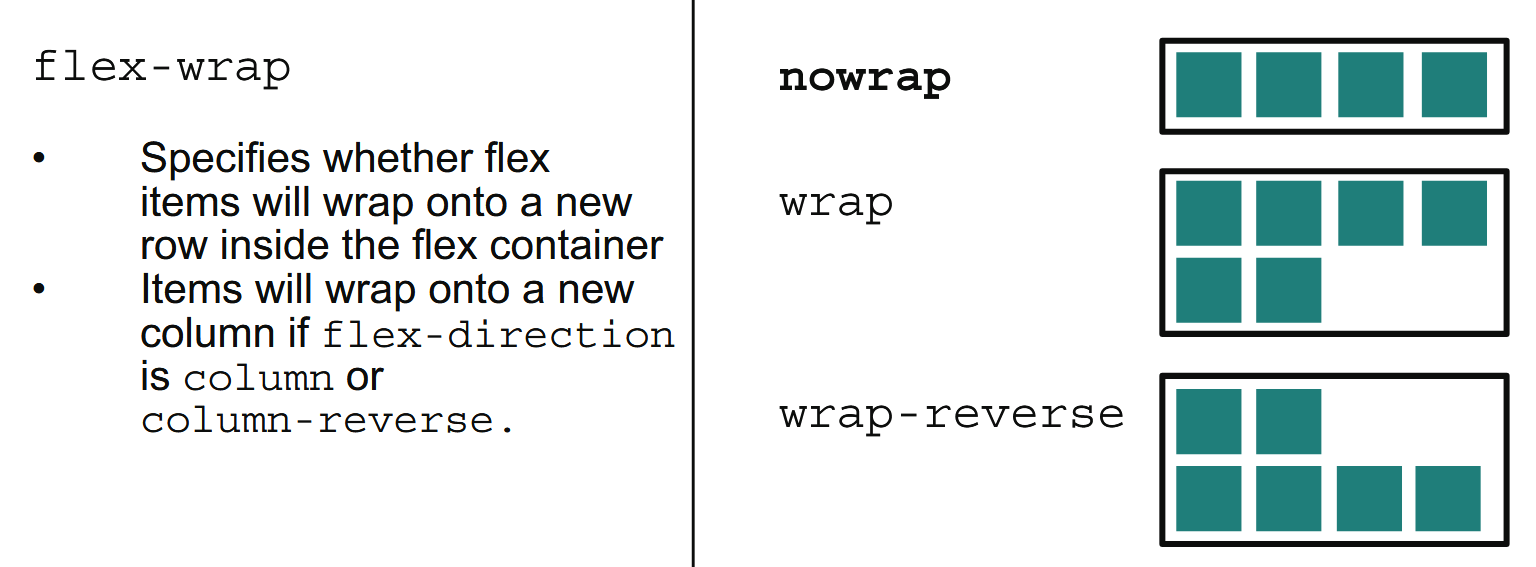 flex-wrap
• Specifies whether flex
items will wrap onto a new
row inside the flex container
• Items will wrap onto a new
column if flex-direction
is column or
column-reverse.
nowrap
wrap
wrap-reverse